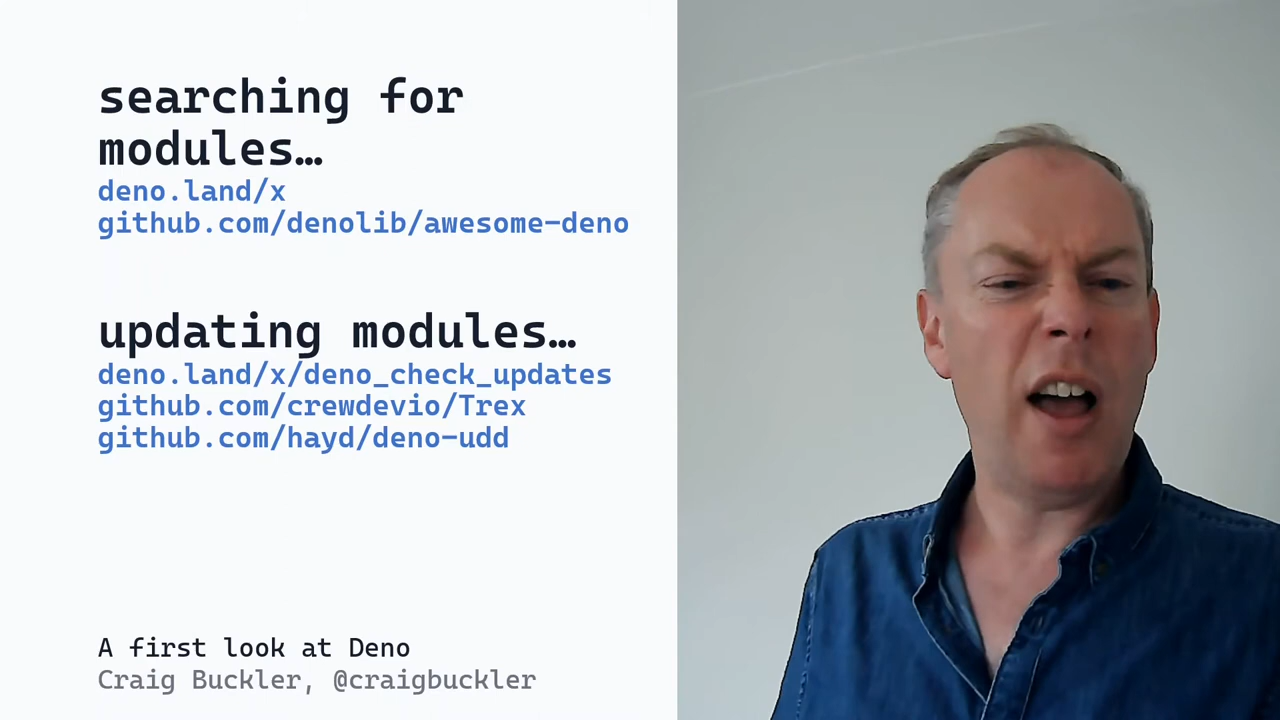 searching for
modules…
deno.land/x
github.com/denolib/awesome-deno
updating modules…
deno.land/x/deno_check_updates
github.com/crewdevio/Trex
github.com/hayd/deno-udd
A first look at Deno
Craig Buckler, @craigbuckler